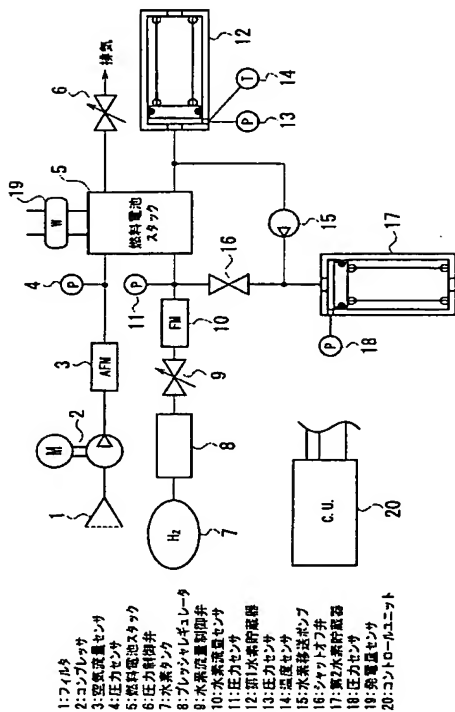 排気
6
12
14
T
13
P
19
W
5
燃料電池
スタック
15
17
4
P
11
P
16
18
P
3
AFM
10
FM
9
2
M
8
1
7
H2
C.U.
20
1:フィルタ
2:コンプレッサ
3:空気流量センサ
4:圧力センサ
5:燃料電池スタック
6:圧力制御弁
7:水素タンク
8:プレッシャレギュレータ
9:水素流量制御弁
10:水素流量センサ
11:圧力センサ
12:第1水素貯蔵器
13:圧力センサ
14:温度センサ
15:水素移送ポンプ
16:シャットオフ弁
17:第2水素貯蔵器
18:圧力センサ
19:発電量センサ
20:コントロールユニット